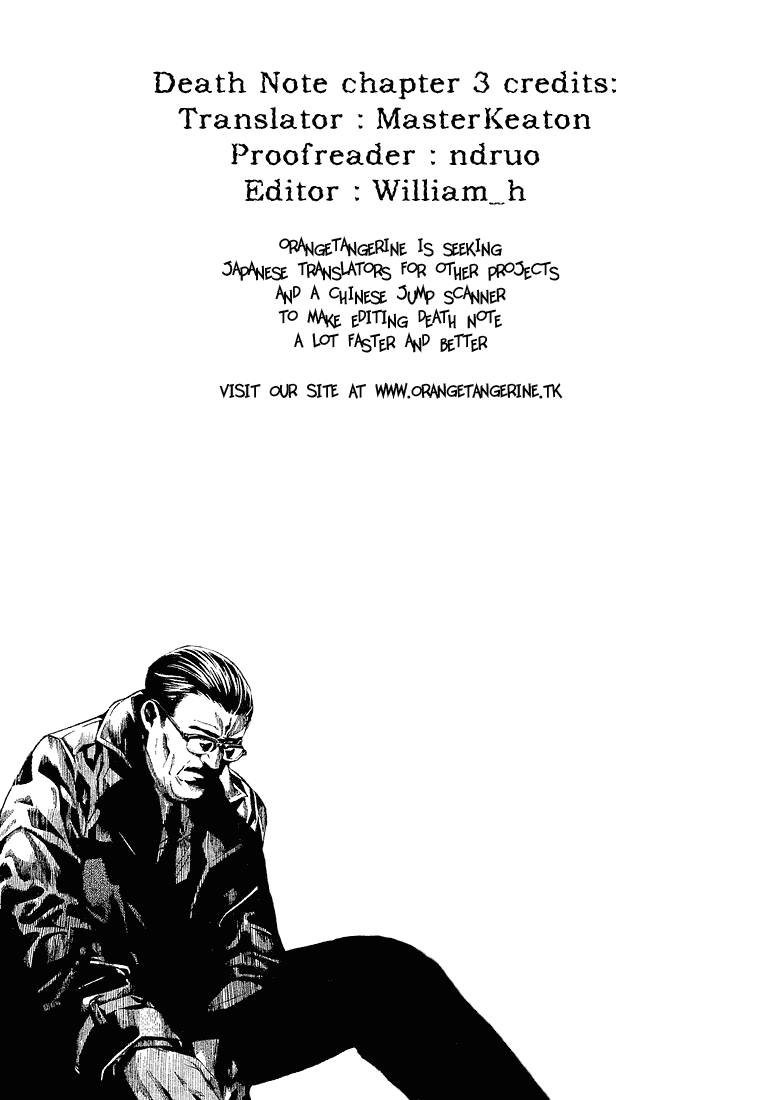 Death Note chapter 3 credits:
Translator : MasterKeaton
Proofreader : ndruo
Editor : William_h
ORANGETANGERINE IS SEEKING
JAPANESE TRANSLATORS FOR OTHER PROJECTS
AND A CHINESE JUMP SCANNER
TO MAKE EDITING DEATH NOTE
A LOT FASTER AND BETTER
VISIT OUR SITE AT WWW.ORANGETANGERINE.TK